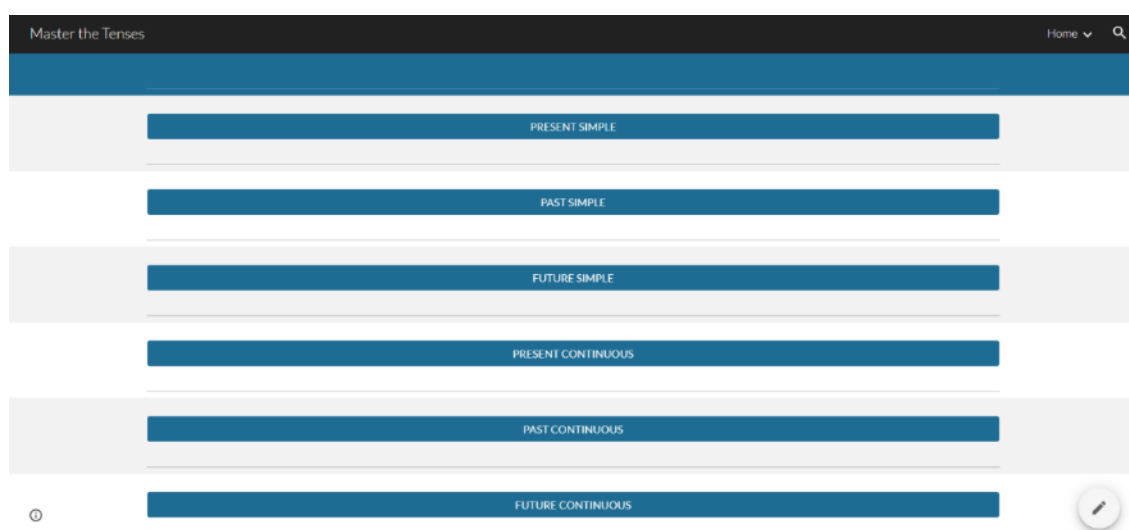 Master the Tenses
Home
PRESENT SIMPLE
PAST SIMPLE
FUTURE SIMPLE
PRESENT CONTINUOUS
PAST CONTINUOUS
FUTURE CONTINUOUS